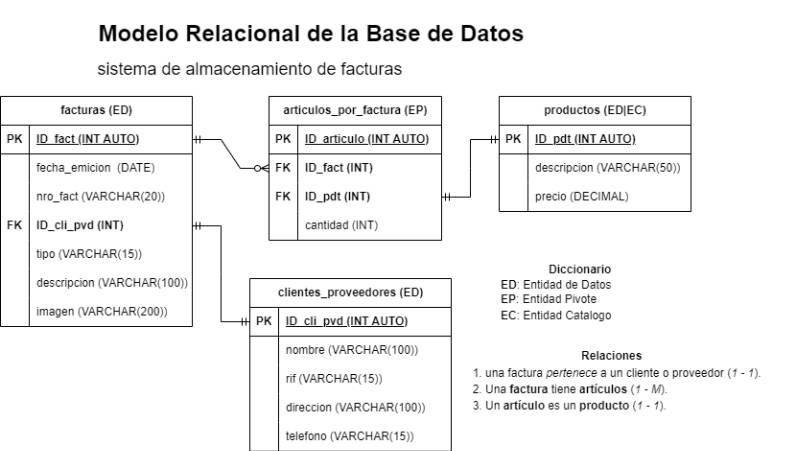 Modelo Relacional de la Base de Datos
sistema de almacenamiento de facturas
facturas (ED)
PK ID_fact (INT AUTO)
fecha_emicion (DATE)
nro_fact (VARCHAR(20))
FK ID_cli_pvd (INT)
tipo (VARCHAR(15))
descripcion (VARCHAR(100))
imagen (VARCHAR(200))
articulos_por_factura (EP)
PK ID_articulo (INT AUTO)
FK ID_fact (INT)
FK ID_pdt (INT)
cantidad (INT)
productos (ED|EC)
PK ID_pdt (INT AUTO)
descripcion (VARCHAR(50))
precio (DECIMAL)
clientes_proveedores (ED)
PK ID_cli_pvd (INT AUTO)
nombre (VARCHAR(100))
rif (VARCHAR(15))
direccion (VARCHAR(100))
telefono (VARCHAR(15))
Diccionario
ED: Entidad de Datos
EP: Entidad Pivote
EC: Entidad Catalogo
Relaciones
1. una factura pertenece a un cliente o proveedor (1 - 1).
2. Una factura tiene artículos (1 - M).
3. Un artículo es un producto (1 - 1).